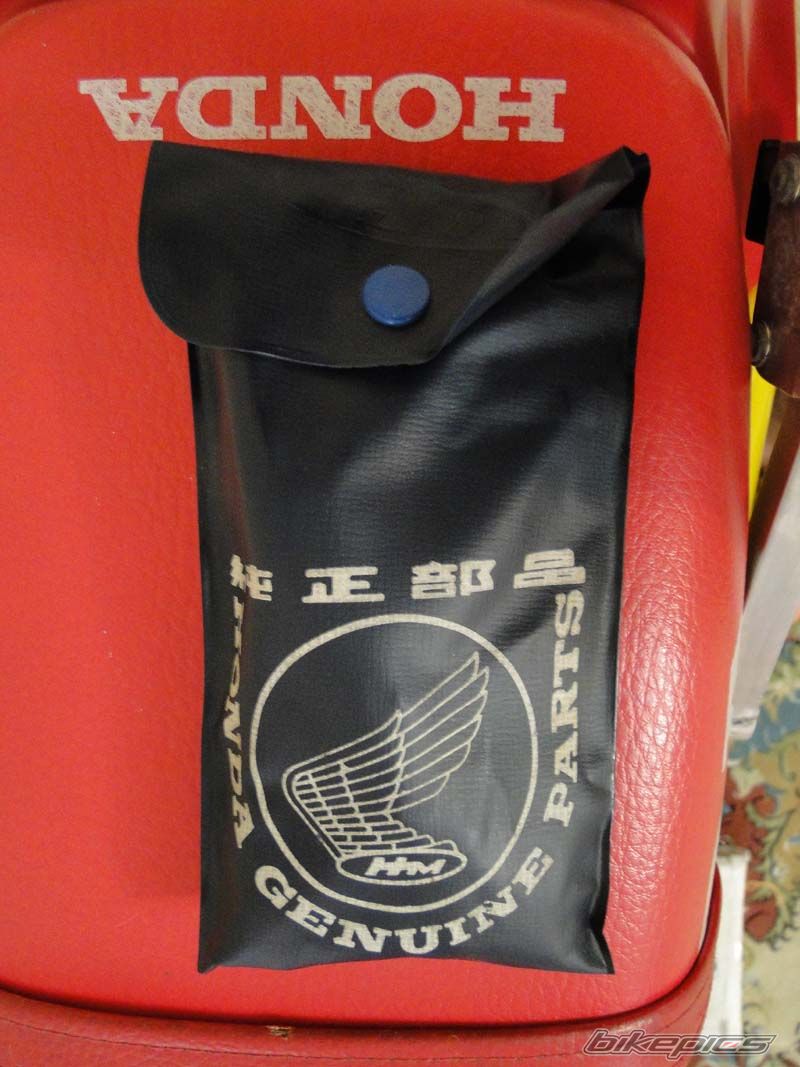 HONDA
純正部品
HONDA GENUINE PARTS
HM
bikepics